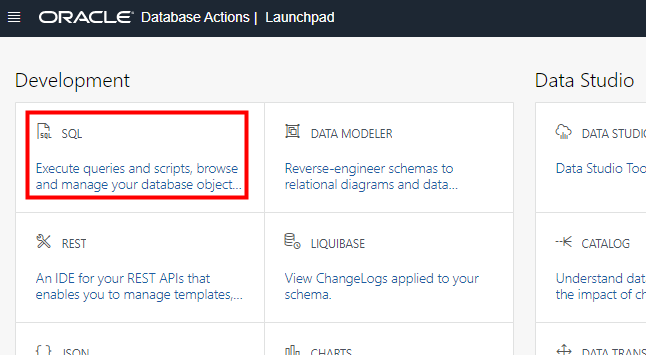 ORACLE Database Actions | Launchpad
Development
Data Studio
SQL
SQL
Execute queries and scripts, browse
and manage your database object...
DATA MODELER
Reverse-engineer schemas to
relational diagrams and data...
DATA STUDIO
Data Studio Too
REST
An IDE for your REST APIs that
enables you to manage templates,...
LIQUIBASE
View ChangeLogs applied to your
schema.
CATALOG
Understand dat
the impact of ch
{} JSON
CHARTS
DATA TRANS